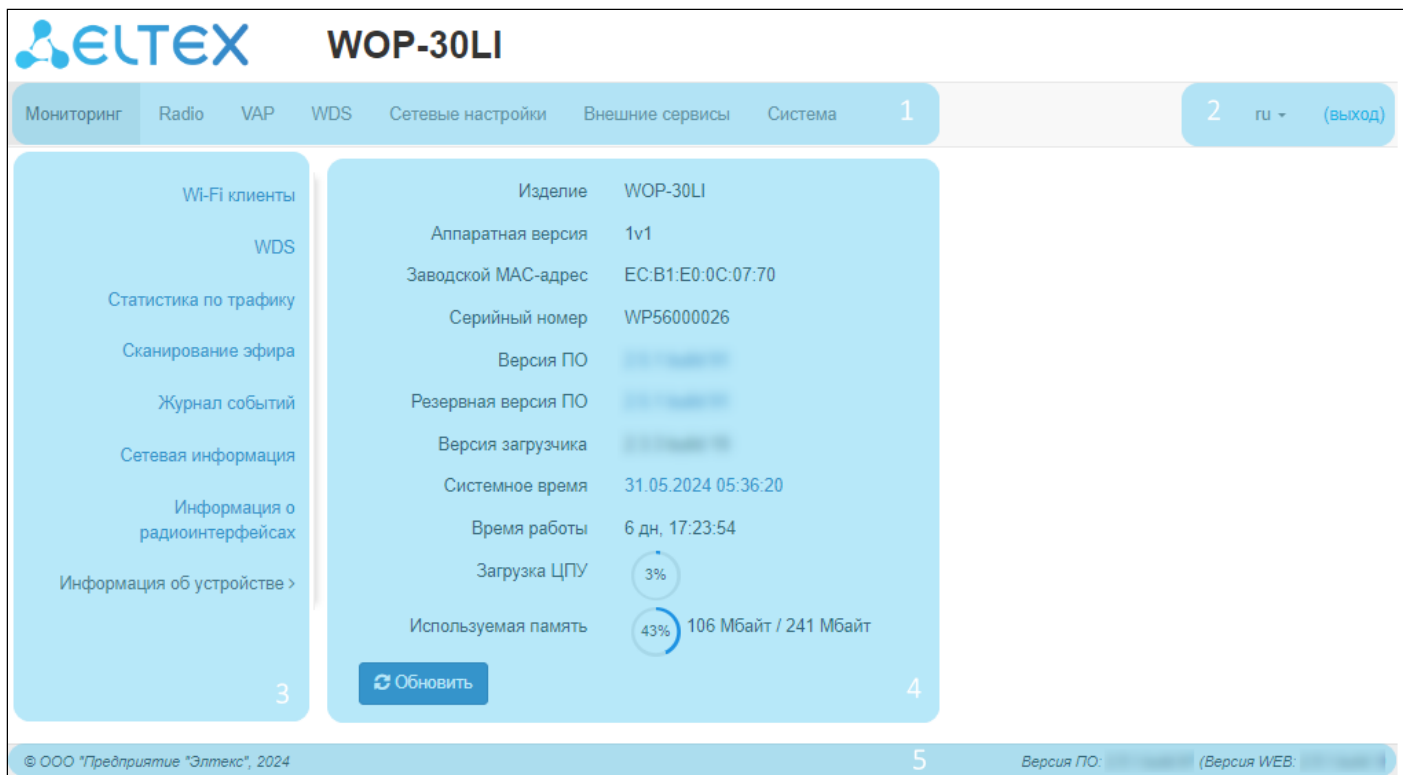 ELTEX WOP-30LI
Мониторинг Radio VAP WDS Сетевые настройки Внешние сервисы Система 1 2 ru (выход)
Wi-Fi клиенты
WDS
Статистика по трафику
Сканирование эфира
Журнал событий
Сетевая информация
Информация о
радиоинтерфейсах
Информация об устройстве >
3
Изделие WOP-30LI
Аппаратная версия 1v1
Заводской MAC-адрес EC:B1:E0:0C:07:70
Серийный номер WP56000026
Версия ПО
Резервная версия ПО
Версия загрузчика
Системное время 31.05.2024 05:36:20
Время работы 6 дн, 17:23:54
Загрузка ЦПУ 3%
Используемая память 43% 106 Мбайт / 241 Мбайт
Обновить
4
© ООО "Предприятие "Элтекс", 2024 5 Версия ПО: (Версия WEB: